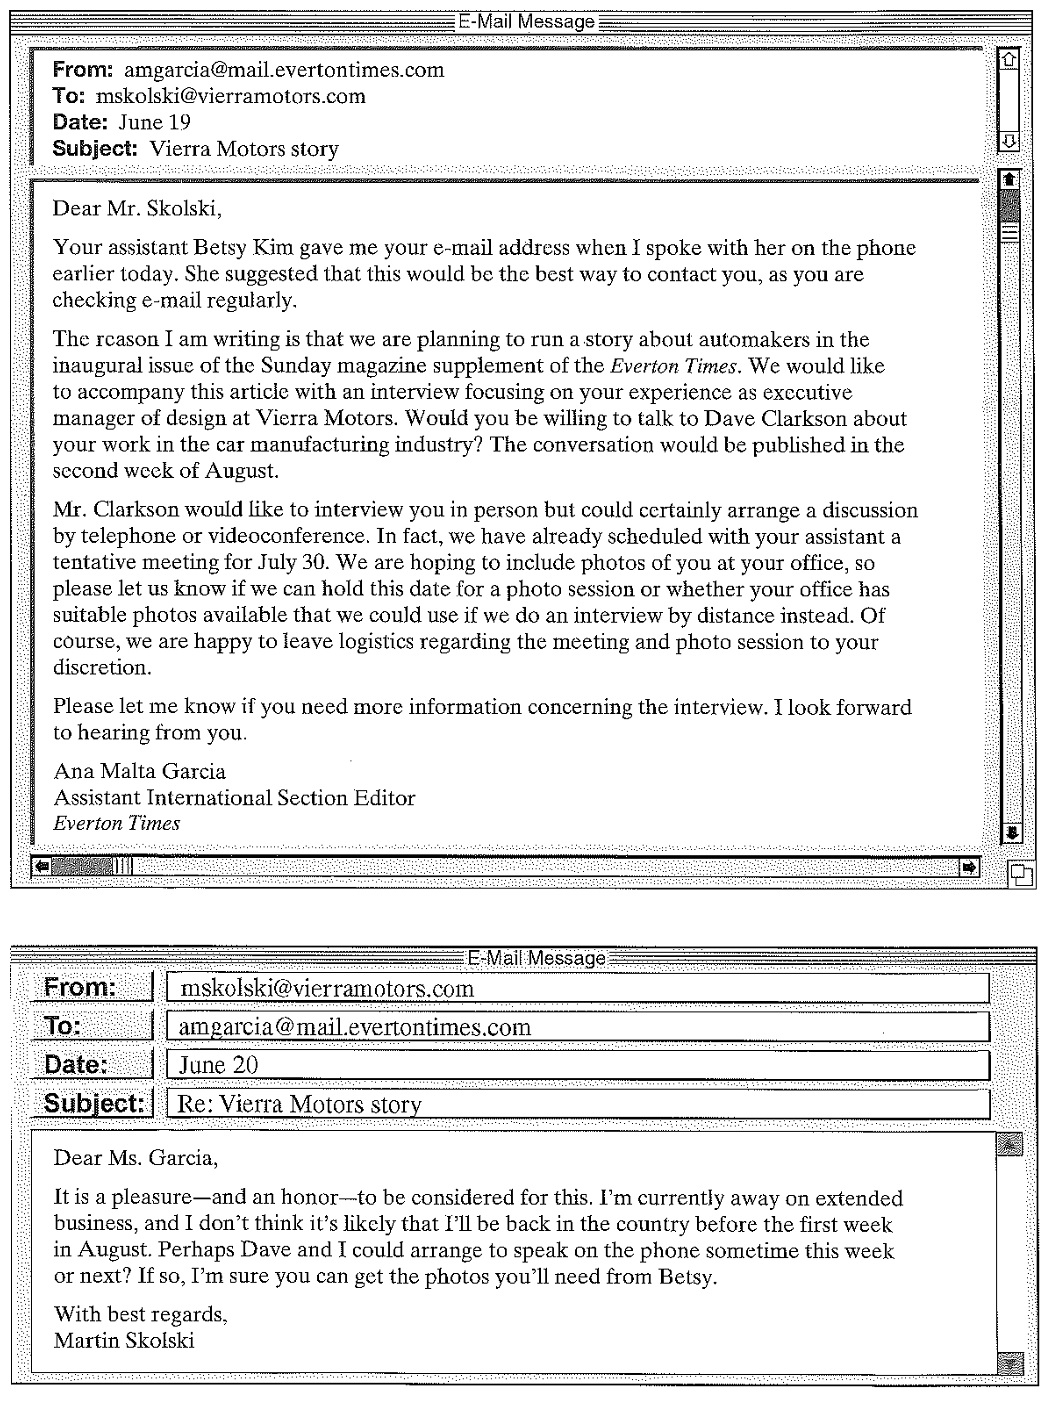 E-Mail Message
From: amgarcia@mail.evertontimes.com
To: mskolski@vierramotors.com
Date: June 19
Subject: Vierra Motors story
Dear Mr. Skolski,
Your assistant Betsy Kim gave me your e-mail address when I spoke with her on the phone
earlier today. She suggested that this would be the best way to contact you, as you are
checking e-mail regularly.
The reason I am writing is that we are planning to run a story about automakers in the
inaugural issue of the Sunday magazine supplement of the Everton Times. We would like
to accompany this article with an interview focusing on your experience as executive
manager of design at Vierra Motors. Would you be willing to talk to Dave Clarkson about
your work in the car manufacturing industry? The conversation would be published in the
second week of August.
Mr. Clarkson would like to interview you in person but could certainly arrange a discussion
by telephone or videoconference. In fact, we have already scheduled with your assistant a
tentative meeting for July 30. We are hoping to include photos of you at your office, so
please let us know if we can hold this date for a photo session or whether your office has
suitable photos available that we could use if we do an interview by distance instead. Of
course, we are happy to leave logistics regarding the meeting and photo session to your
discretion.
Please let me know if you need more information concerning the interview. I look forward
to hearing from you.
Ana Malta Garcia
Assistant International Section Editor
Everton Times
E-Mail Message
From: mskolski@vierramotors.com
To: amgarcia@mail.evertontimes.com
Date: June 20
Subject: Re: Vierra Motors story
Dear Ms. Garcia,
It is a pleasure—and an honor—to be considered for this. I'm currently away on extended
business, and I don't think it's likely that I'll be back in the country before the first week
in August. Perhaps Dave and I could arrange to speak on the phone sometime this week
or next? If so, I'm sure you can get the photos you'll need from Betsy.
With best regards,
Martin Skolski